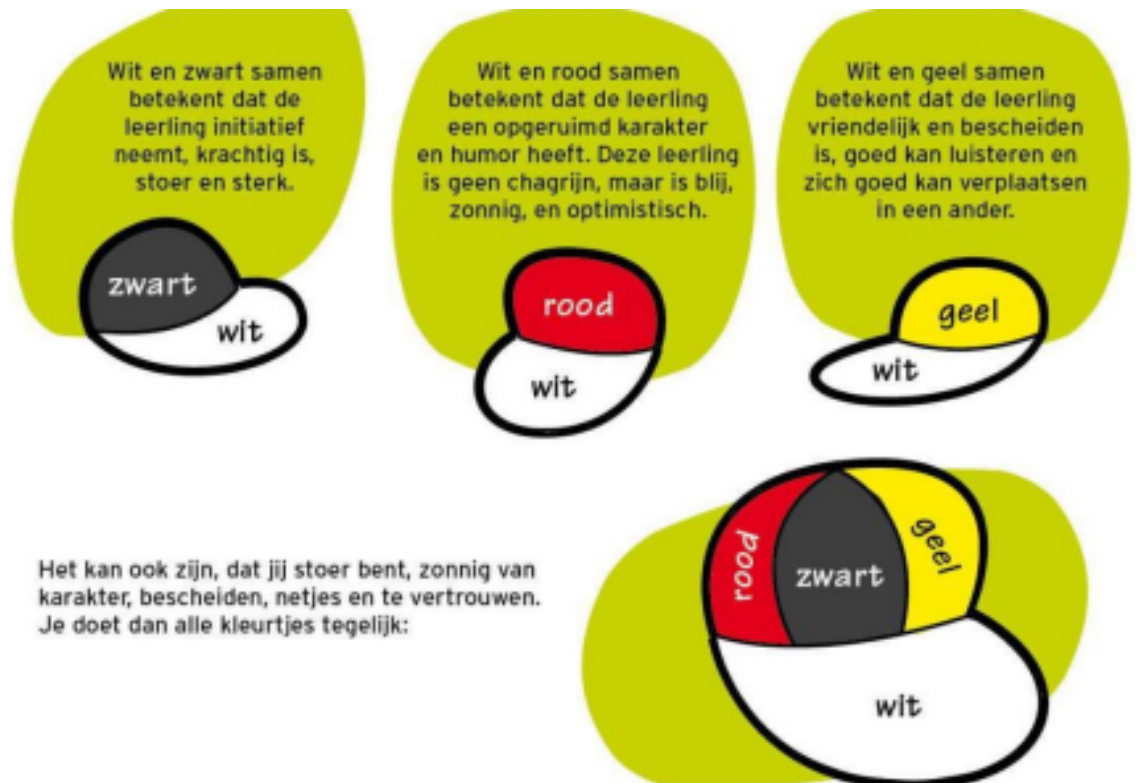 Wit en zwart samen
betekent dat de
leerling initiatief
neemt, krachtig is,
stoer en sterk.
zwart
wit
Wit en rood samen
betekent dat de leerling
een opgeruimd karakter
en humor heeft. Deze leerling
is geen chagrijn, maar is blij,
zonnig, en optimistisch.
rood
wit
Wit en geel samen
betekent dat de leerling
vriendelijk en bescheiden
is, goed kan luisteren en
zich goed kan verplaatsen
in een ander.
geel
wit
Het kan ook zijn, dat jij stoer bent, zonnig van
karakter, bescheiden, netjes en te vertrouwen.
Je doet dan alle kleurtjes tegelijk:
rood
zwart
geel
wit